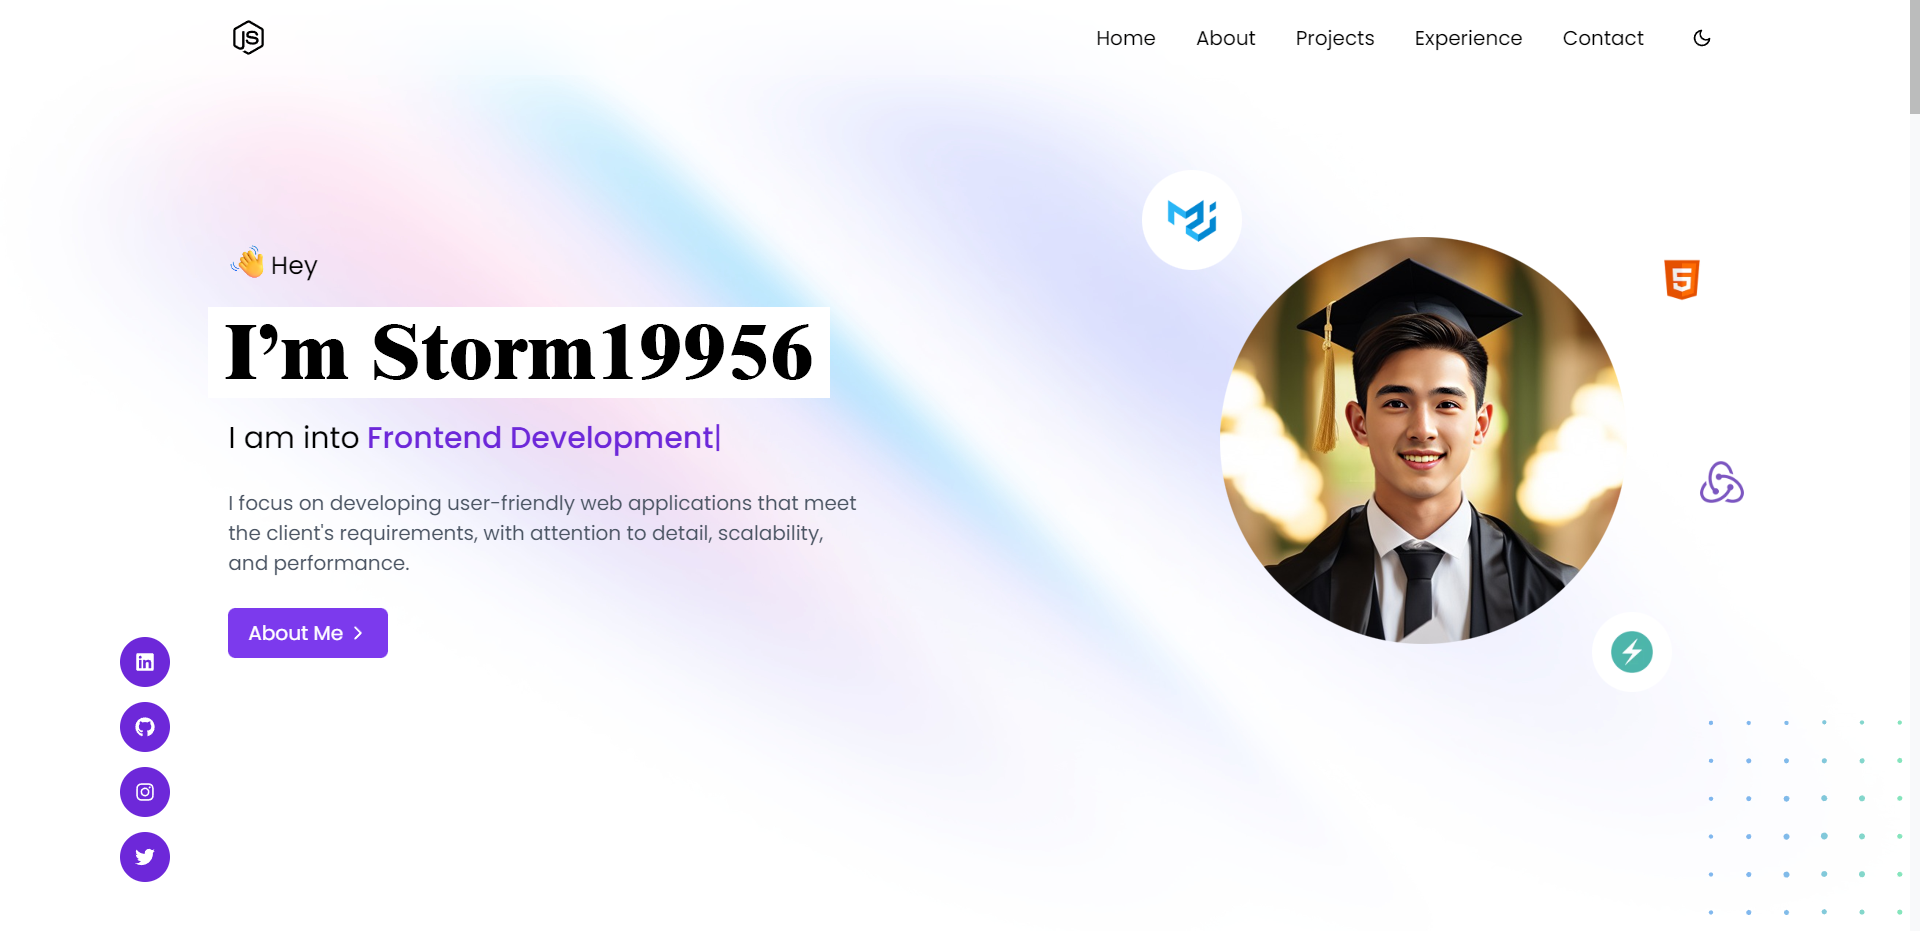 JS
Home About Projects Experience Contact
Hey
I’m Storm19956
I am into Frontend Development|
I focus on developing user-friendly web applications that meet
the client's requirements, with attention to detail, scalability,
and performance.
About Me
in
5